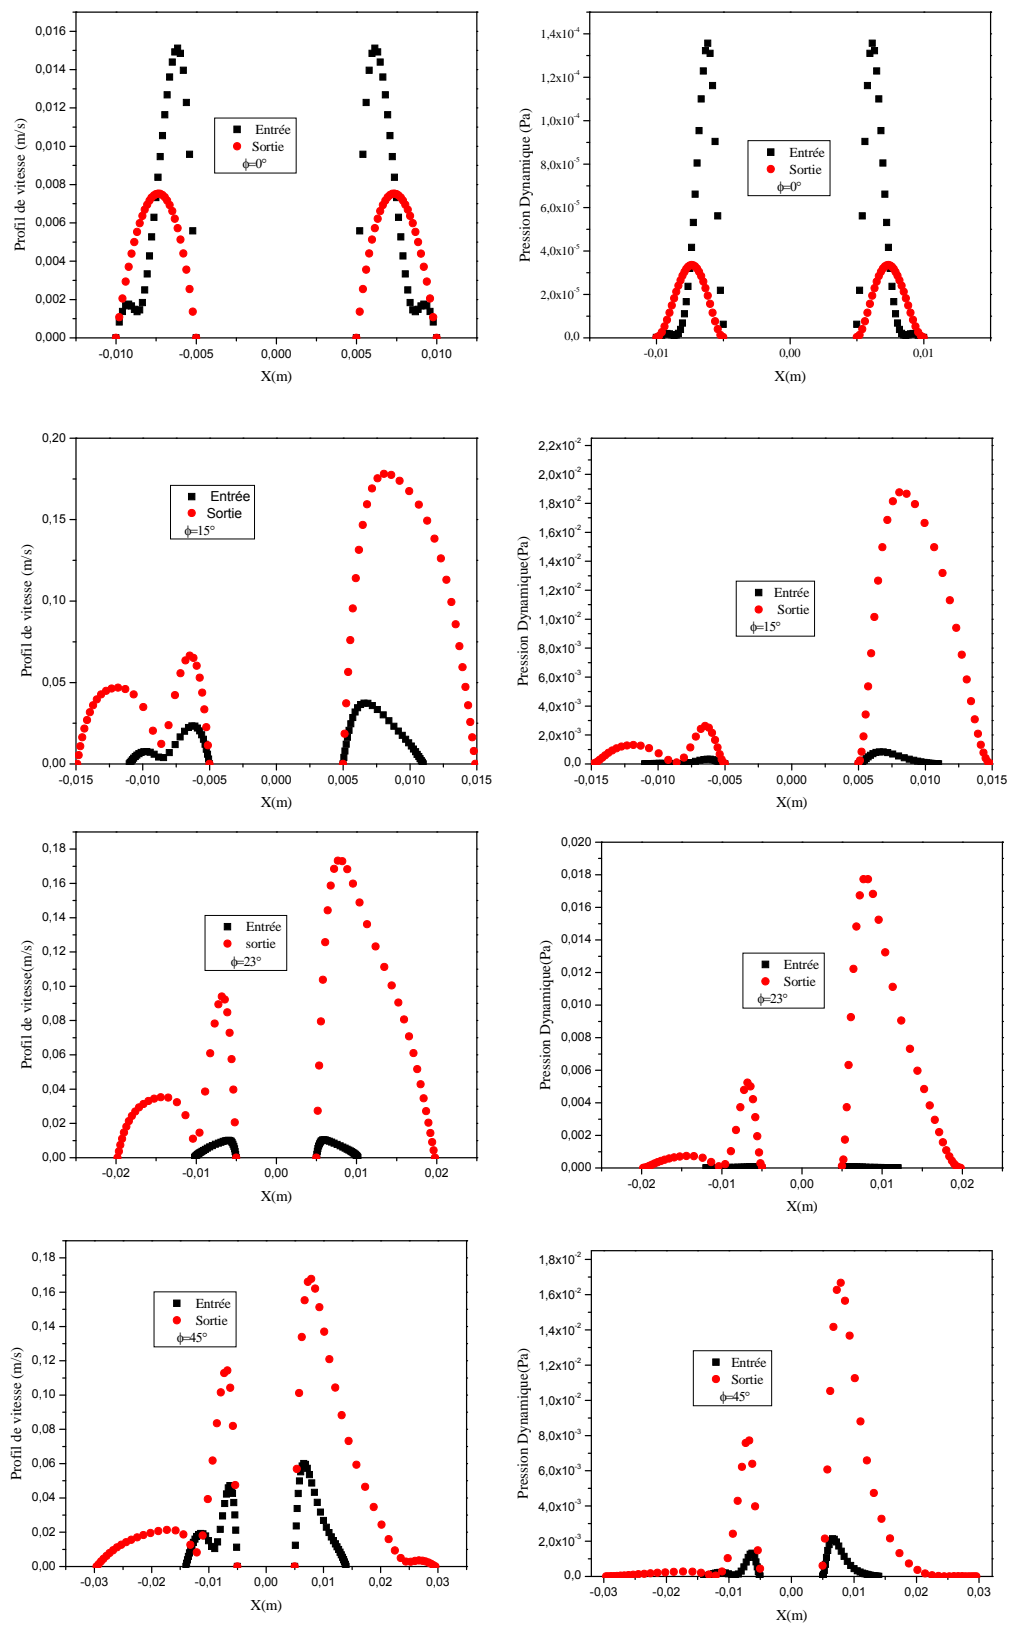 0,016
0,014
0,012
0,010
0,008
0,006
0,004
0,002
0,000
-0,010
-0,005
0,000
0,005
0,010
X(m)
Profil de vitesse (m/s)
Entrée
Sortie
ϕ=0°
1,4x10⁻⁴
1,2x10⁻⁴
1,0x10⁻⁴
8,0x10⁻⁵
6,0x10⁻⁵
4,0x10⁻⁵
2,0x10⁻⁵
0,0
-0,01
0,00
0,01
X(m)
Pression Dynamique (Pa)
Entrée
Sortie
ϕ=0°
0,20
0,15
0,10
0,05
0,00
-0,015
-0,010
-0,005
0,000
0,005
0,010
0,015
X(m)
Profil de vitesse (m/s)
Entrée
Sortie
ϕ=15°
2,2x10⁻²
2,0x10⁻²
1,8x10⁻²
1,6x10⁻²
1,4x10⁻²
1,2x10⁻²
1,0x10⁻²
8,0x10⁻³
6,0x10⁻³
4,0x10⁻³
2,0x10⁻³
0,0
-0,015
-0,010
-0,005
0,000
0,005
0,010
0,015
X(m)
Pression Dynamique(Pa)
Entrée
Sortie
ϕ=15°
0,18
0,16
0,14
0,12
0,10
0,08
0,06
0,04
0,02
0,00
-0,02
-0,01
0,00
0,01
0,02
X(m)
Profil de vitesse(m/s)
Entrée
sortie
ϕ=23°
0,020
0,018
0,016
0,014
0,012
0,010
0,008
0,006
0,004
0,002
0,000
-0,02
-0,01
0,00
0,01
0,02
X(m)
Pression Dynamique(Pa)
Entrée
Sortie
ϕ=23°
0,18
0,16
0,14
0,12
0,10
0,08
0,06
0,04
0,02
0,00
-0,03
-0,02
-0,01
0,00
0,01
0,02
0,03
X(m)
Profil de vitesse (m/s)
Entrée
Sortie
ϕ=45°
1,8x10⁻²
1,6x10⁻²
1,4x10⁻²
1,2x10⁻²
1,0x10⁻²
8,0x10⁻³
6,0x10⁻³
4,0x10⁻³
2,0x10⁻³
0,0
-0,03
-0,02
-0,01
0,00
0,01
0,02
0,03
X(m)
Pression Dynamique(Pa)
Entrée
Sortie
ϕ=45°